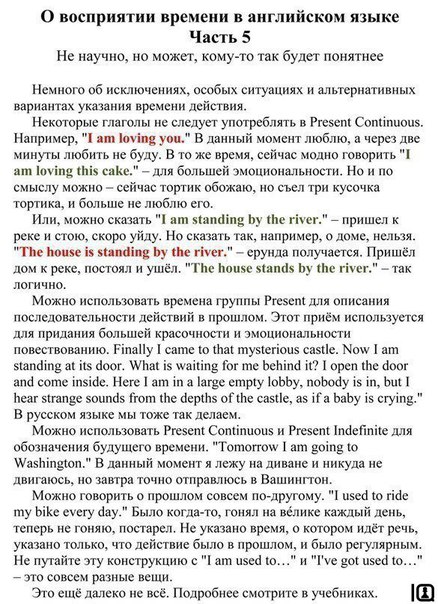 О восприятии времени в английском языке
Часть 5
Не научно, но может, кому-то так будет понятнее
Немного об исключениях, особых ситуациях и альтернативных
вариантах указания времени действия.
Некоторые глаголы не следует употреблять в Present Continuous.
Например, "I am loving you." В данный момент люблю, а через две
минуты любить не буду. В то же время, сейчас модно говорить "I
am loving this cake." – для большей эмоциональности. Но и по
смыслу можно – сейчас тортик обожаю, но съел три кусочка
тортика, и больше не люблю его.
Или, можно сказать "I am standing by the river." – пришел к
реке и стою, скоро уйду. Но сказать так, например, о доме, нельзя.
"The house is standing by the river." – ерунда получается. Пришёл
дом к реке, постоял и ушёл. "The house stands by the river." – так
логично.
Можно использовать времена группы Present для описания
последовательности действий в прошлом. Этот приём используется
для придания большей красочности и эмоциональности
повествованию. Finally I came to that mysterious castle. Now I am
standing at its door. What is waiting for me behind it? I open the door
and come inside. Here I am in a large empty lobby, nobody is in, but I
hear strange sounds from the depths of the castle, as if a baby is crying."
В русском языке мы тоже так делаем.
Можно использовать Present Continuous и Present Indefinite для
обозначения будущего времени. "Tomorrow I am going to
Washington." В данный момент я лежу на диване и никуда не
двигаюсь, но завтра точно отправлюсь в Вашингтон.
Можно говорить о прошлом совсем по-другому. "I used to ride
my bike every day." Было когда-то, гонял на ве́лике каждый день,
теперь не гоняю, постарел. Не указано время, о котором идёт речь,
указано только, что действие было в прошлом, и было регулярным.
Не путайте эту конструкцию с "I am used to…" и "I've got used to…"
– это совсем разные вещи.
Это ещё далеко не всё. Подробнее смотрите в учебниках.